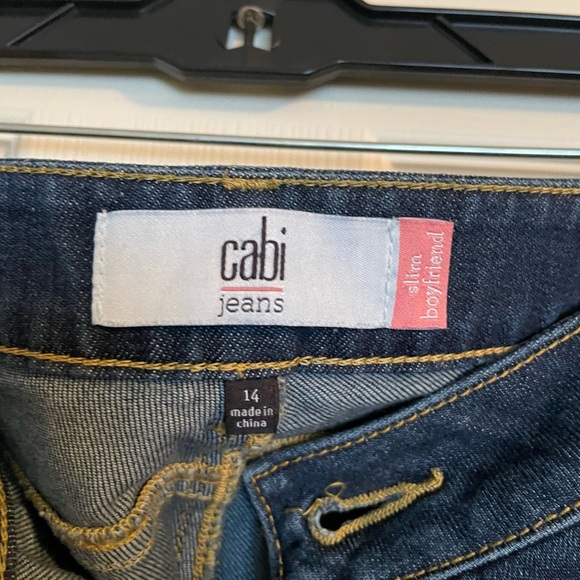 cabi
jeans
slim
boyfriend
14
made in
china